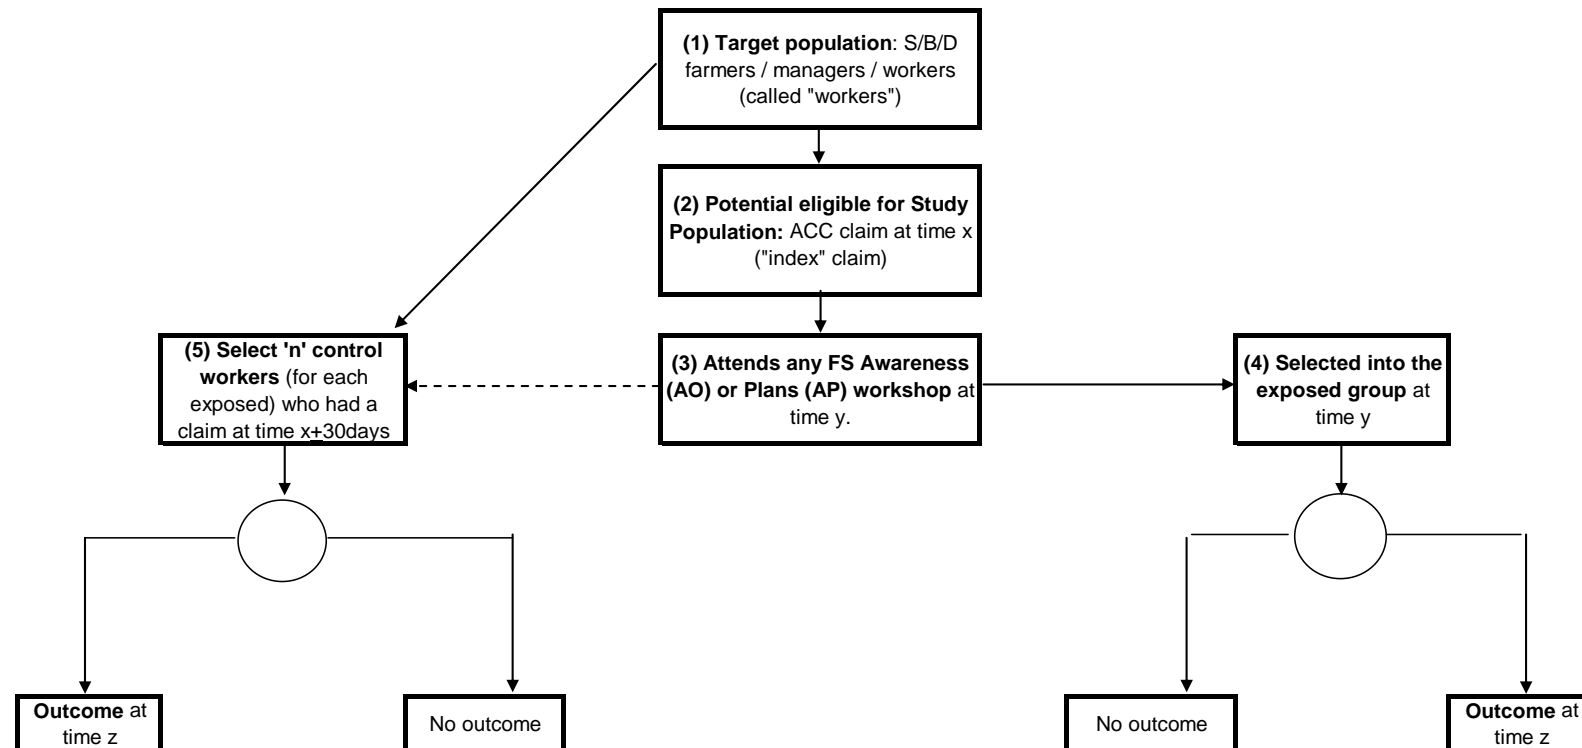 (1) Target population: S/B/D
farmers / managers / workers
(called "workers")
(2) Potential eligible for Study
Population: ACC claim at time x
("index" claim)
(5) Select 'n' control
workers (for each
exposed) who had a
claim at time x+30days
(3) Attends any FS Awareness
(AO) or Plans (AP) workshop at
time y.
(4) Selected into the
exposed group at
time y
Outcome at
time z
No outcome
No outcome
Outcome at
time z